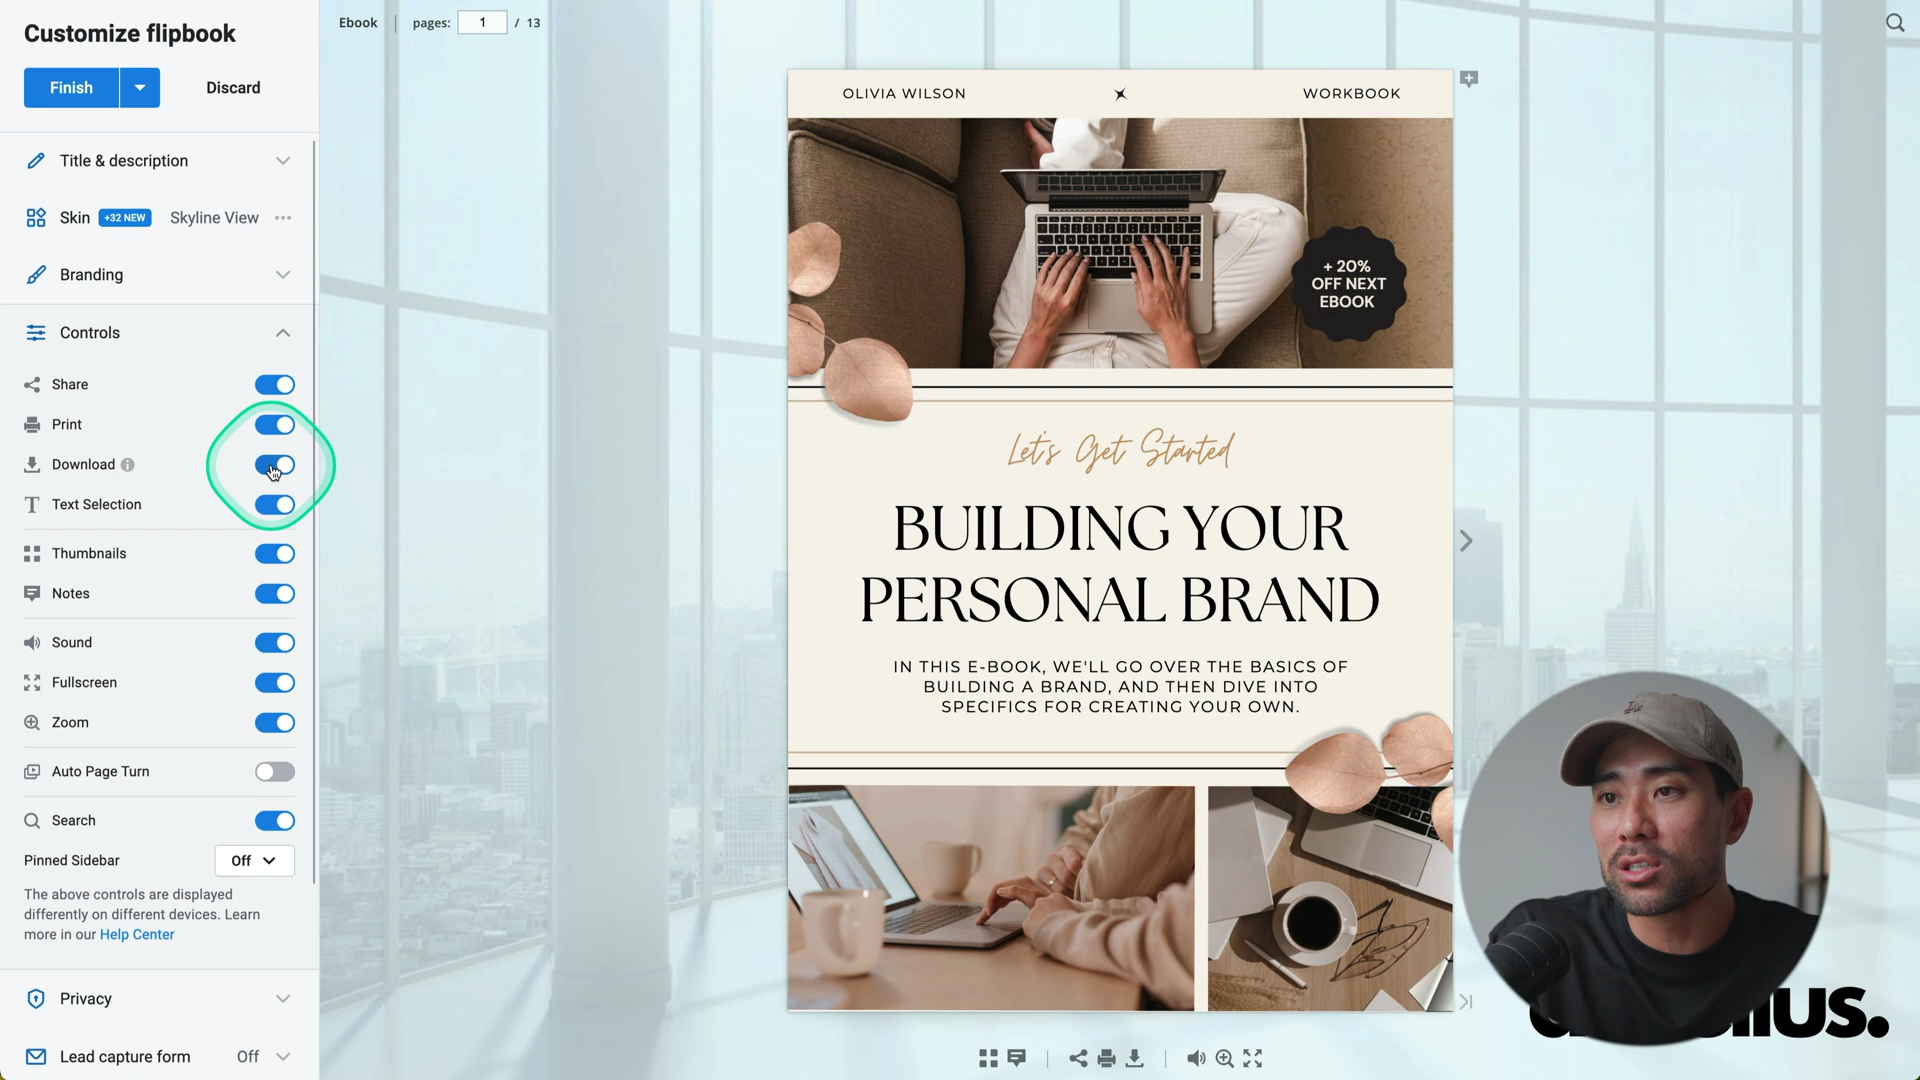 Customize flipbook
Finish
Discard
Title & description
Skin +32 NEW Skyline View
Branding
Controls
Share
Print
Download
Text Selection
Thumbnails
Notes
Sound
Fullscreen
Zoom
Auto Page Turn
Search
Pinned Sidebar Off
The above controls are displayed
differently on different devices. Learn
more in our Help Center
Privacy
Lead capture form Off
Ebook pages: 1 / 13
OLIVIA WILSON WORKBOOK
+ 20%
OFF NEXT
EBOOK
Let's Get Started
BUILDING YOUR
PERSONAL BRAND
IN THIS E-BOOK, WE'LL GO OVER THE BASICS OF
BUILDING A BRAND, AND THEN DIVE INTO
SPECIFICS FOR CREATING YOUR OWN.